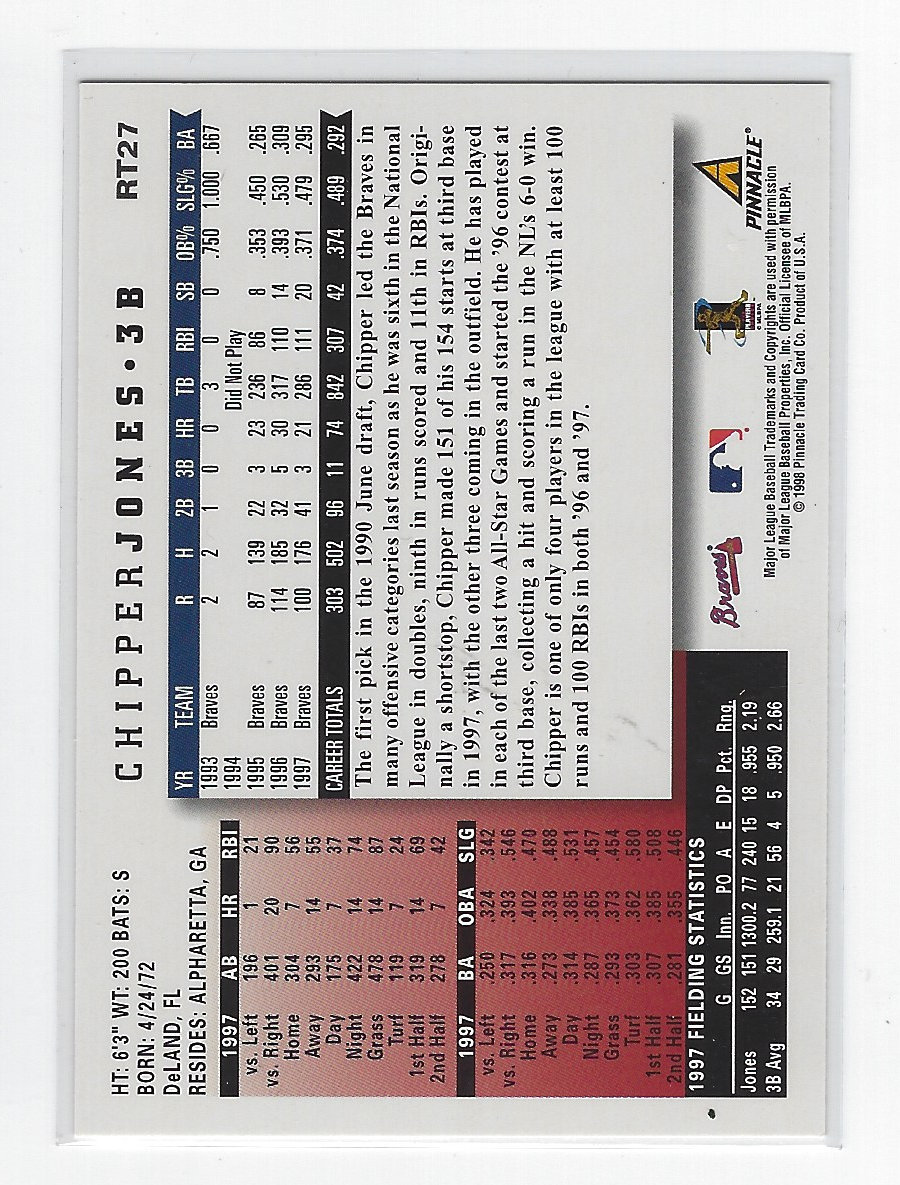 HT: 6'3" WT: 200 BATS: S
BORN: 4/24/72
DeLAND, FL
RESIDES: ALPHARETTA, GA
CHIPPER JONES • 3B RT27
YR TEAM R H 2B 3B HR TB RBI SB OB% SLG% BA
1993 Braves 2 2 1 0 0 3 0 0 .750 1.000 .667
1994 Did Not Play
1995 Braves 87 139 22 3 23 236 86 8 .353 .450 .265
1996 Braves 114 185 32 5 30 317 110 14 .393 .530 .309
1997 Braves 100 176 41 3 21 286 111 20 .371 .479 .295
CAREER TOTALS 303 502 96 11 74 842 307 42 .374 .489 .292
The first pick in the 1990 June draft, Chipper led the Braves in
many offensive categories last season as he was sixth in the National
League in doubles, ninth in runs scored and 11th in RBIs. Origi-
nally a shortstop, Chipper made 151 of his 154 starts at third base
in 1997, with the other three coming in the outfield. He has played
in each of the last two All-Star Games and started the '96 contest at
third base, collecting a hit and scoring a run in the NL's 6-0 win.
Chipper is one of only four players in the league with at least 100
runs and 100 RBIs in both '96 and '97.
1997 AB HR RBI
vs. Left 196 1 21
vs. Right 401 20 90
Home 304 7 56
Away 293 14 55
Day 175 7 37
Night 422 14 74
Grass 478 14 87
Turf 119 7 24
1st Half 319 14 69
2nd Half 278 7 42
1997 BA OBA SLG
vs. Left .250 .324 .342
vs. Right .317 .393 .546
Home .316 .402 .470
Away .273 .338 .488
Day .314 .385 .531
Night .287 .365 .457
Grass .293 .373 .454
Turf .303 .362 .580
1st Half .307 .385 .508
2nd Half .281 .355 .446
1997 FIELDING STATISTICS
G GS Inn. PO A E DP Pct. Rng.
Jones 152 151 1300.2 77 240 15 18 .955 2.19
3B Avg 34 29 259.1 21 56 4 5 .950 2.66
Braves
PLAYERS
© MLBPA
PINNACLE®
Major League Baseball Trademarks and Copyrights are used with permission
of Major League Baseball Properties, Inc. Official Licensee of MLBPA.
© 1998 Pinnacle Trading Card Co. Product of U.S.A.